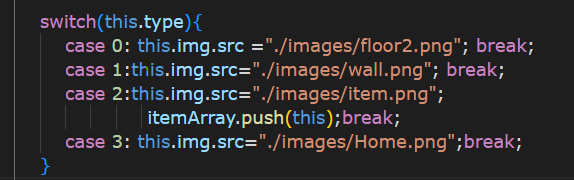 switch(this.type){
case 0: this.img.src ="./images/floor2.png"; break;
case 1:this.img.src="./images/wall.png"; break;
case 2:this.img.src="./images/item.png";
itemArray.push(this);break;
case 3: this.img.src="./images/Home.png";break;
}